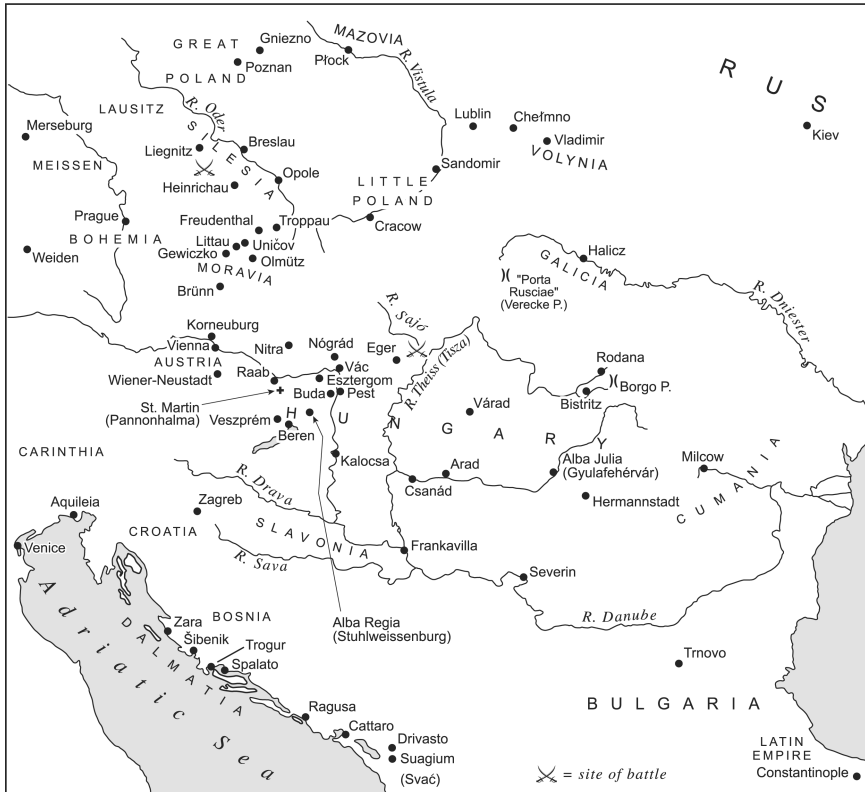 GREAT
POLAND
Gniezno
Poznan
MAZOVIA
Płock
R. Vistula
RUS
LAUSITZ
R. Oder
Merseburg
MEISSEN
SILESIA
Liegnitz
Breslau
Heinrichau
Opole
Lublin
Chełmno
Vladimir
VOLYNIA
Kiev
Sandomir
LITTLE
POLAND
Cracow
Prague
BOHEMIA
Weiden
Freudenthal
Troppau
Littau
Uničov
Gewiczko
Olmütz
MORAVIA
Brünn
Halicz
GALICIA
"Porta
Rusciae"
(Verecke P.)
R. Dniester
R. Sajó
Korneuburg
Vienna
AUSTRIA
Wiener-Neustadt
Nitra
Nógrád
Eger
Vác
Raab
Esztergom
Buda
Pest
R. Theiss (Tisza)
Rodana
Borgo P.
Bistritz
St. Martin
(Pannonhalma)
Veszprém
Beren
HUNGARY
Várad
CARINTHIA
Kalocsa
Csanád
Arad
Alba Julia
(Gyulafehérvár)
Milcow
CUMANIA
Hermannstadt
R. Drava
Aquileia
Zagreb
CROATIA
SLAVONIA
R. Sava
Venice
Frankavilla
Severin
R. Danube
Adriatic Sea
Zara
BOSNIA
Šibenik
DALMATIA
Trogur
Spalato
Alba Regia
(Stuhlweissenburg)
Trnovo
BULGARIA
Ragusa
Cattaro
Drivasto
Suagium
(Svać)
LATIN
EMPIRE
Constantinople
= site of battle